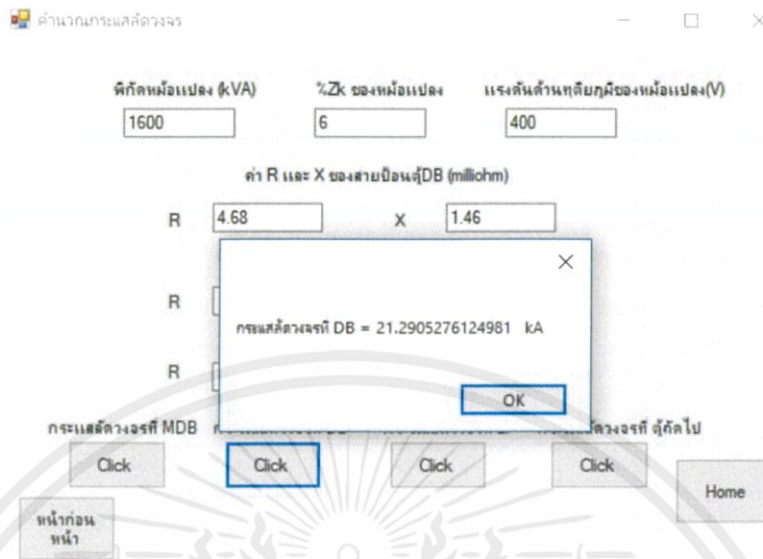 คำนวณกระแสลัดวงจร
พิกัดหม้อแปลง (kVA) %Zk ของหม้อแปลง แรงดันด้านทุติยภูมิของหม้อแปลง(V)
1600 6 400
ค่า R และ X ของสายป้อนตู้DB (milliohm)
R 4.68 X 1.46
R
กระแสลัดวงจรที่ DB = 21.2905276124981 kA
R
OK
กระแสลัดวงจรที่ MDB ตู้ถัดไป
Click Click Click Click
Home
หน้าก่อน
หน้า